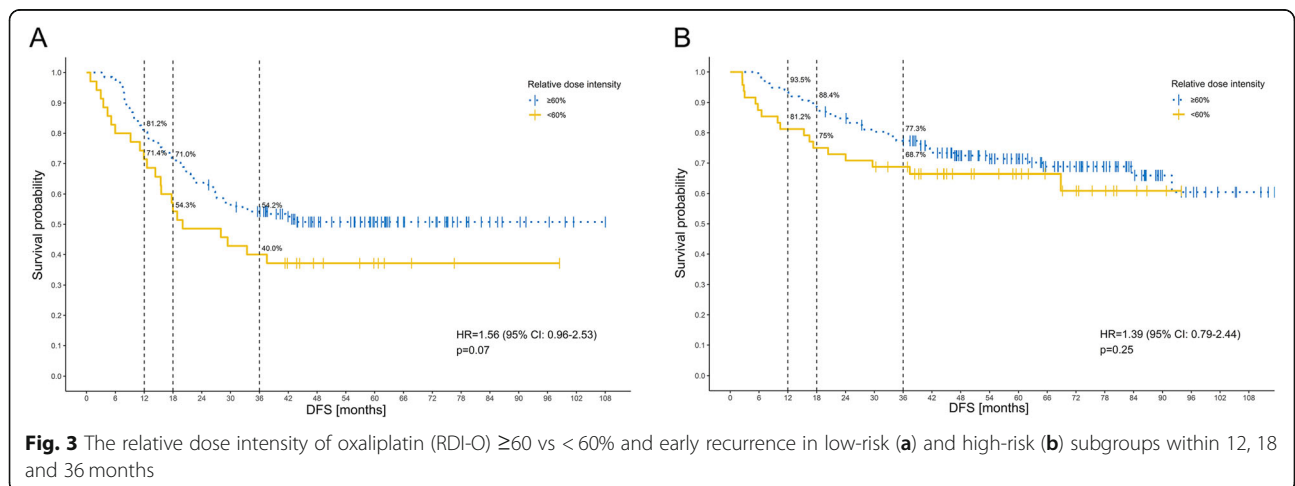 A
1.0
0.9
0.8
0.7
0.6
0.5
0.4
0.3
0.2
0.1
0.0
Survival probability
81.2%
71.4%
71.0%
54.3%
54.2%
40.0%
Relative dose intensity
≥60%
<60%
HR=1.56 (95% CI: 0.96-2.53)
p=0.07
0 6 12 18 24 30 36 42 48 54 60 66 72 78 84 90 96 108
DFS [months]
B
1.0
0.9
0.8
0.7
0.6
0.5
0.4
0.3
0.2
0.1
0.0
Survival probability
93.5%
88.4%
81.2%
75%
77.3%
68.7%
Relative dose intensity
≥60%
<60%
HR=1.39 (95% CI: 0.79-2.44)
p=0.25
0 6 12 18 24 30 36 42 48 54 60 66 72 78 84 90 96 108
DFS [months]
Fig. 3 The relative dose intensity of oxaliplatin (RDI-O) ≥60 vs < 60% and early recurrence in low-risk (a) and high-risk (b) subgroups within 12, 18
and 36 months